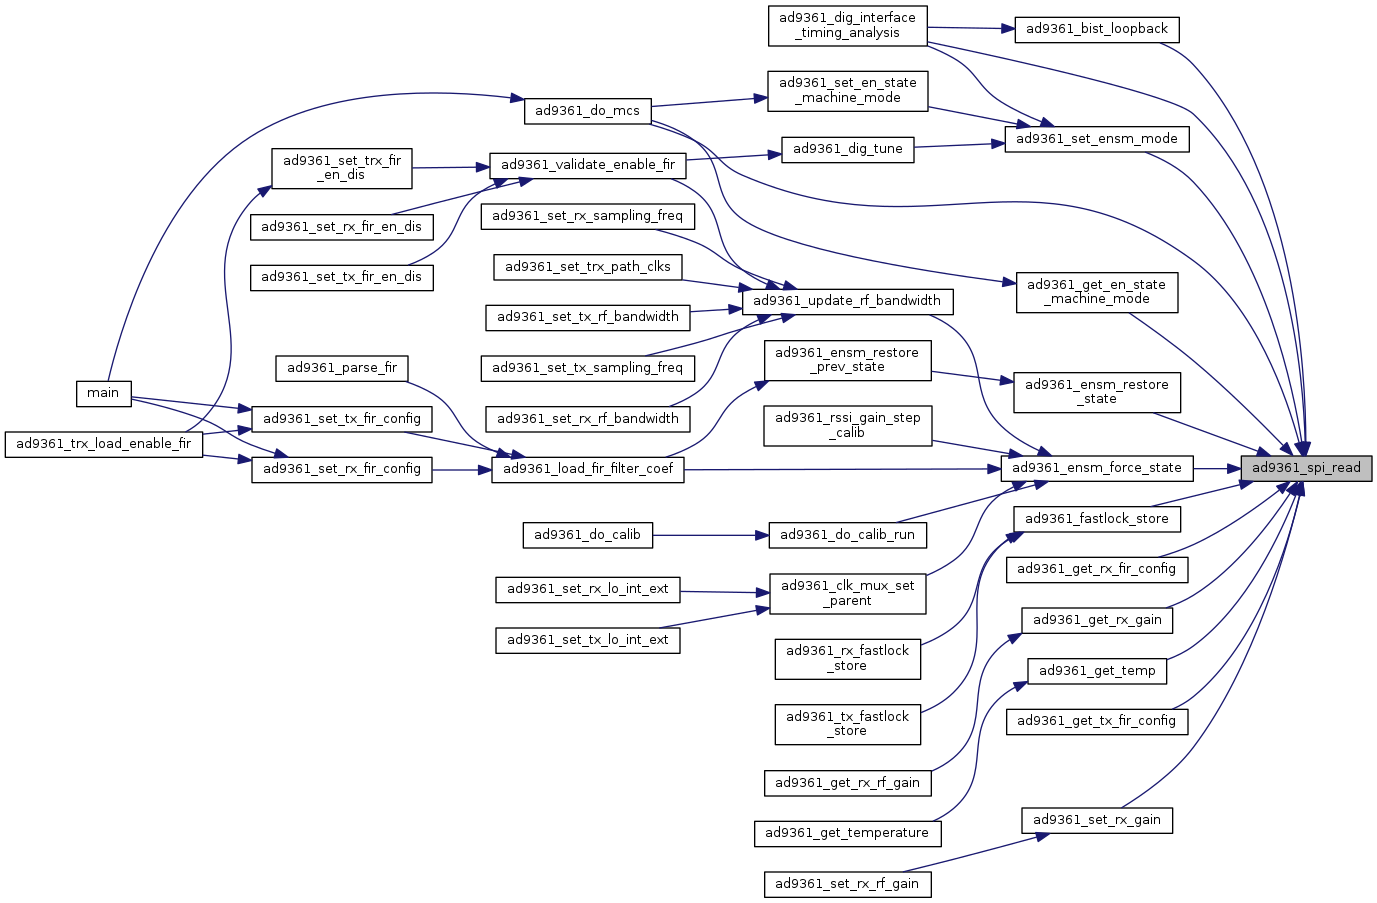 ad9361_dig_interface
_timing_analysis
ad9361_bist_loopback
ad9361_set_en_state
_machine_mode
ad9361_do_mcs
ad9361_set_ensm_mode
ad9361_dig_tune
ad9361_set_trx_fir
_en_dis
ad9361_validate_enable_fir
ad9361_set_rx_sampling_freq
ad9361_set_rx_fir_en_dis
ad9361_set_trx_path_clks
ad9361_set_tx_fir_en_dis
ad9361_get_en_state
_machine_mode
ad9361_update_rf_bandwidth
ad9361_set_tx_rf_bandwidth
ad9361_ensm_restore
_prev_state
ad9361_parse_fir
ad9361_set_tx_sampling_freq
ad9361_ensm_restore
_state
main
ad9361_set_tx_fir_config
ad9361_set_rx_rf_bandwidth
ad9361_rssi_gain_step
_calib
ad9361_trx_load_enable_fir
ad9361_set_rx_fir_config
ad9361_load_fir_filter_coef
ad9361_ensm_force_state
ad9361_spi_read
ad9361_fastlock_store
ad9361_do_calib
ad9361_do_calib_run
ad9361_get_rx_fir_config
ad9361_set_rx_lo_int_ext
ad9361_clk_mux_set
_parent
ad9361_get_rx_gain
ad9361_set_tx_lo_int_ext
ad9361_rx_fastlock
_store
ad9361_get_temp
ad9361_tx_fastlock
_store
ad9361_get_tx_fir_config
ad9361_get_rx_rf_gain
ad9361_set_rx_gain
ad9361_get_temperature
ad9361_set_rx_rf_gain